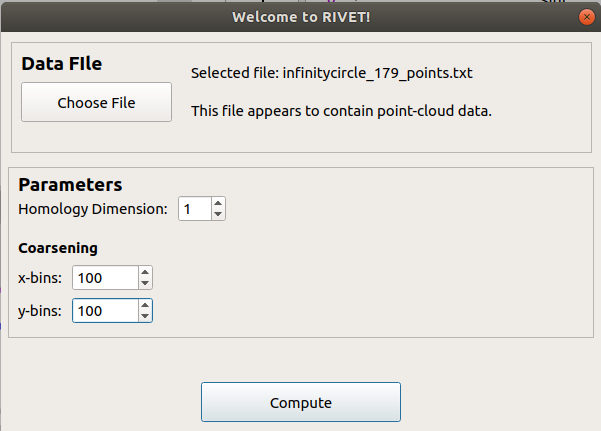 Welcome to RIVET!
Data FIle
Selected file: infinitycircle_179_points.txt
Choose File
This file appears to contain point-cloud data.
Parameters
Homology Dimension: 1
Coarsening
x-bins: 100
y-bins: 100
Compute